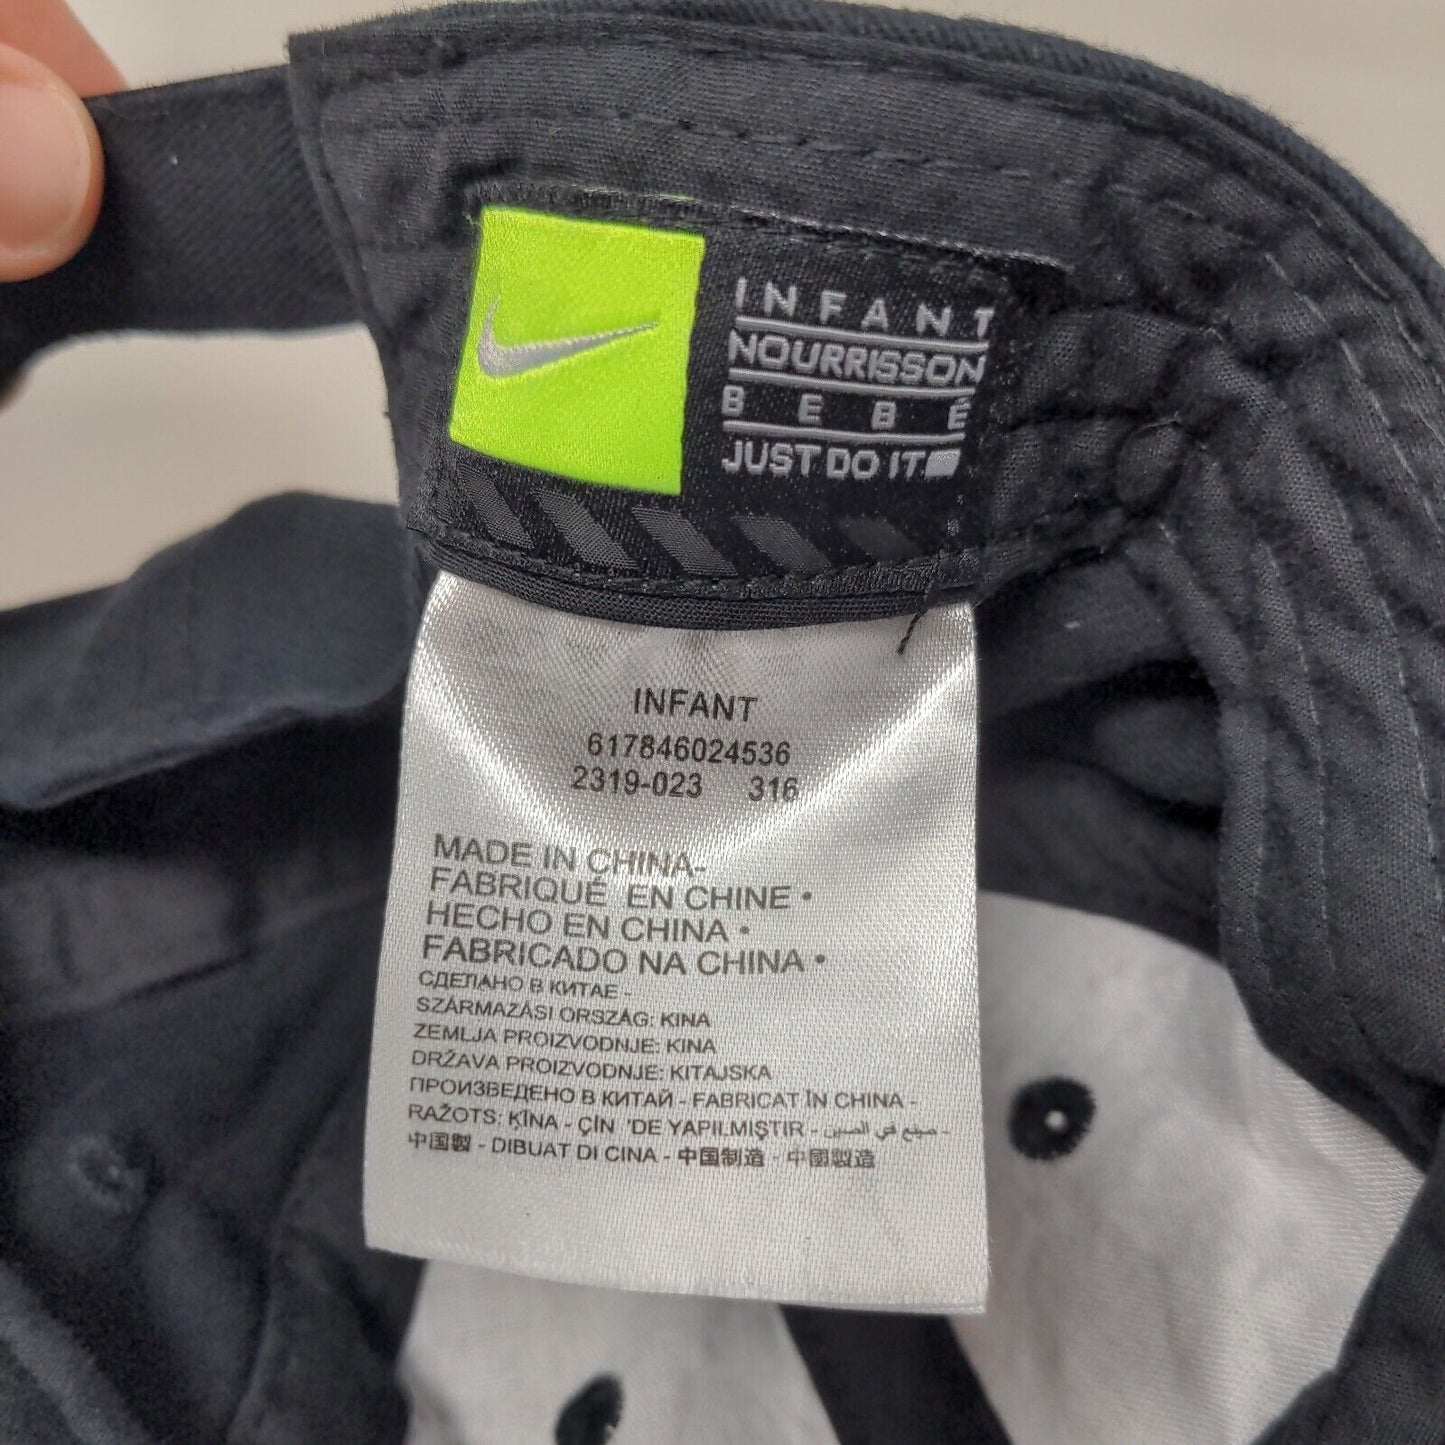 INFANT
NOURRISSON
BEBÉ
JUST DO IT.
INFANT
617846024536
2319-023 316
MADE IN CHINA-
FABRIQUÉ EN CHINE •
HECHO EN CHINA •
FABRICADO NA CHINA •
СДЕЛАНО В КИТАЕ -
SZÁRMAZÁSI ORSZÁG: KINA
ZEMLJA PROIZVODNJE: KINA
DRŽAVA PROIZVODNJE: KITAJSKA
ПРОИЗВЕДЕНО В КИТАЙ - FABRICAT ÎN CHINA -
RAŽOTS: ĶĪNA - ÇİN 'DE YAPILMIŞTIR - صنع في الصين -
中国製 - DIBUAT DI CINA - 中国制造 - 中國製造